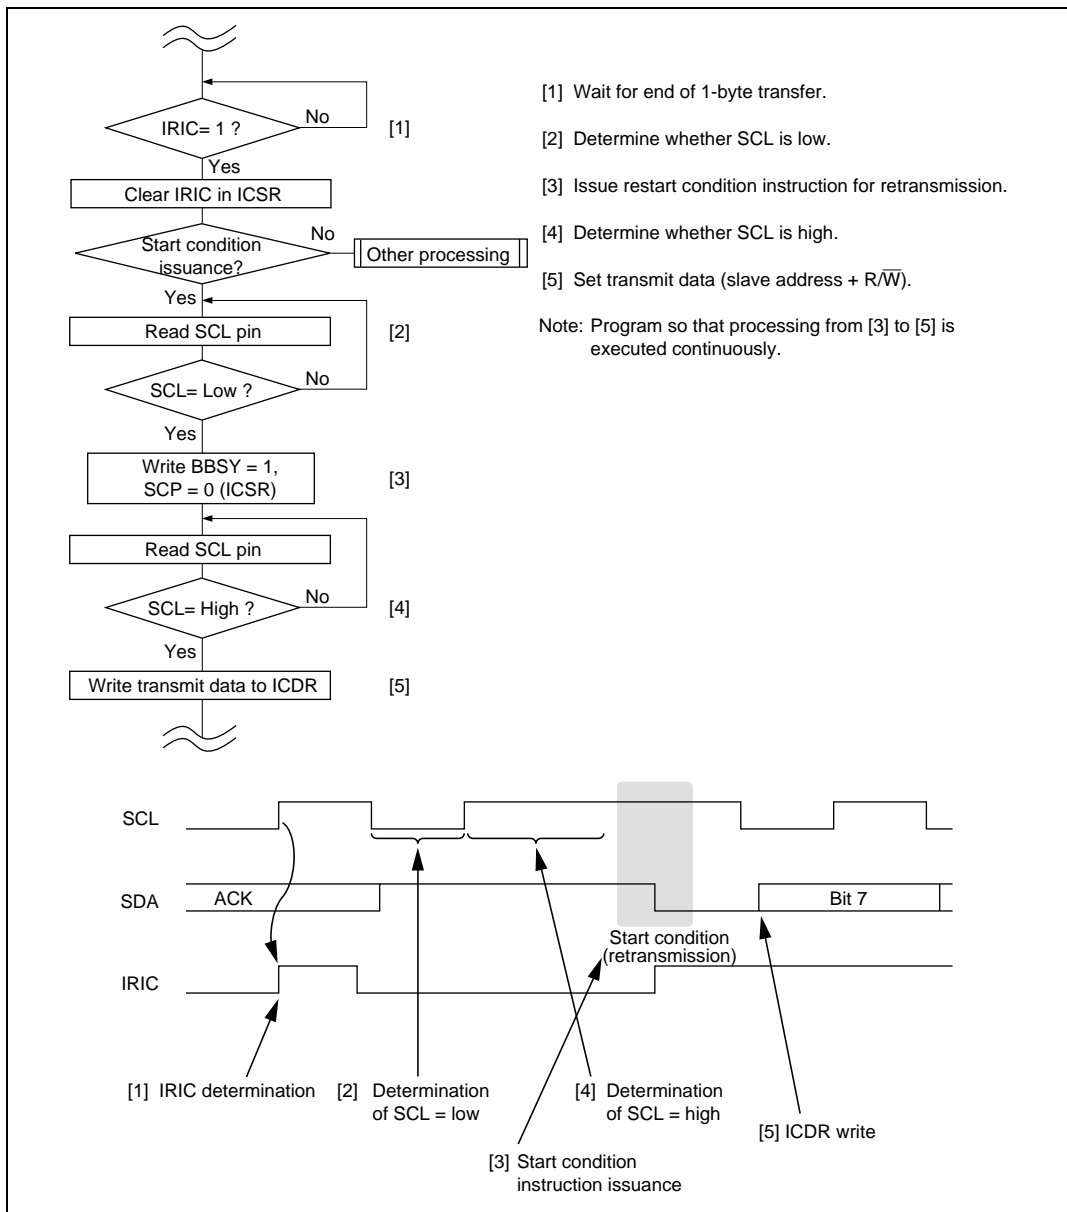 IRIC= 1 ?
No
[1]
Yes
Clear IRIC in ICSR
Start condition
issuance?
No
Other processing
Yes
Read SCL pin
[2]
SCL= Low ?
No
Yes
Write BBSY = 1,
SCP = 0 (ICSR)
[3]
Read SCL pin
SCL= High ?
No
[4]
Yes
Write transmit data to ICDR
[5]
[1] Wait for end of 1-byte transfer.
[2] Determine whether SCL is low.
[3] Issue restart condition instruction for retransmission.
[4] Determine whether SCL is high.
[5] Set transmit data (slave address + R/W̅).
Note: Program so that processing from [3] to [5] is
executed continuously.
SCL
SDA
ACK
Bit 7
Start condition
(retransmission)
IRIC
[1] IRIC determination
[2] Determination
of SCL = low
[4] Determination
of SCL = high
[5] ICDR write
[3] Start condition
instruction issuance